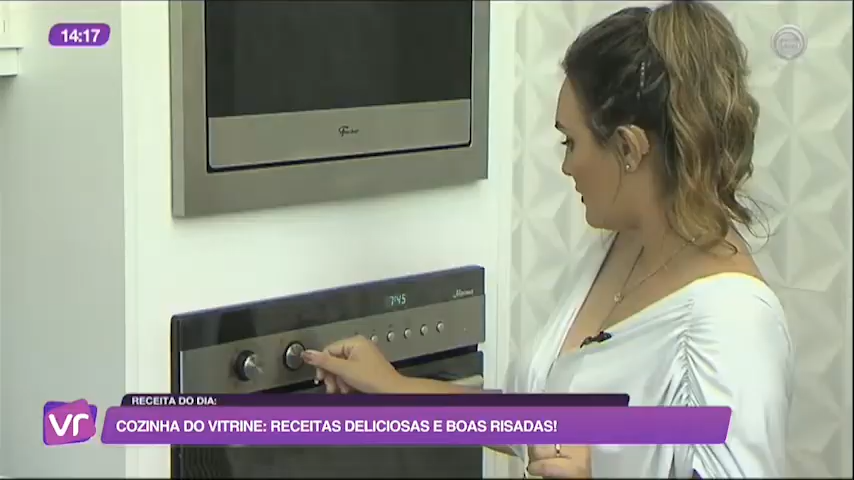 14:17
7:45
RECEITA DO DIA:
vr
COZINHA DO VITRINE: RECEITAS DELICIOSAS E BOAS RISADAS!